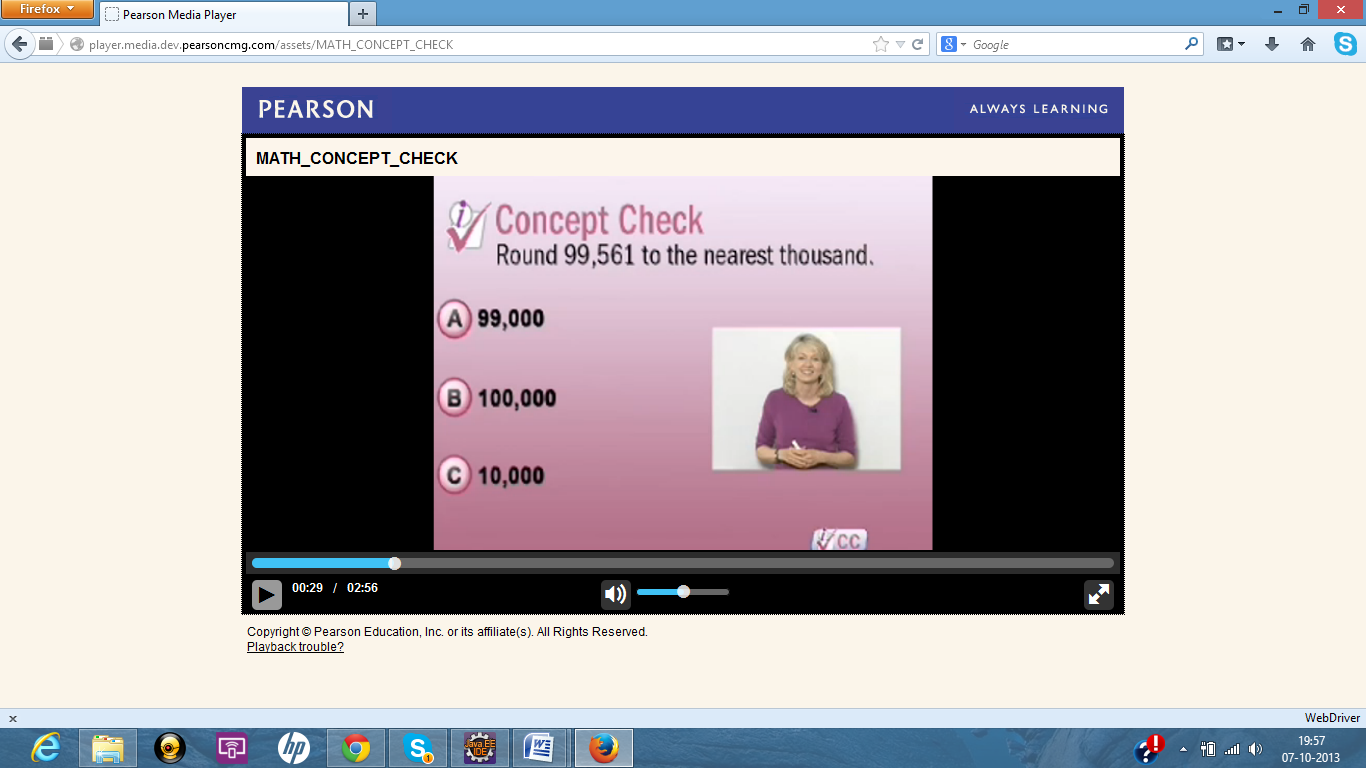 Firefox
Pearson Media Player
player.media.dev.pearsoncmg.com/assets/MATH_CONCEPT_CHECK
Google
PEARSON
ALWAYS LEARNING
MATH_CONCEPT_CHECK
Concept Check
Round 99,561 to the nearest thousand.
A 99,000
B 100,000
C 10,000
CC
00:29 / 02:56
Copyright © Pearson Education, Inc. or its affiliate(s). All Rights Reserved.
Playback trouble?
x WebDriver
hp
Java EE
IDE
1
19:57
07-10-2013